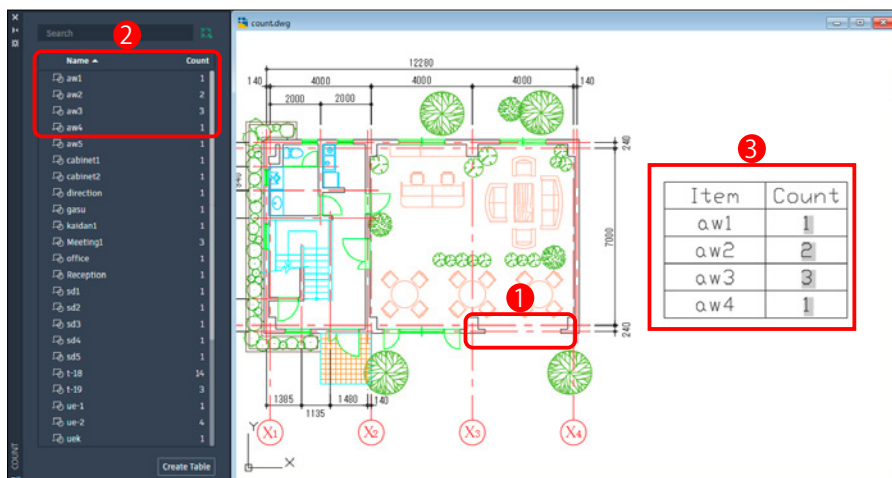 count.dwg
Search
2
Name Count
aw1 1
aw2 2
aw3 3
aw4 1
aw5 1
cabinet1 1
cabinet2 1
direction 1
gasu 1
kaidan1 1
Meeting1 3
office 1
Reception 1
sd1 1
sd2 1
sd3 1
sd4 1
sd5 1
t-18 14
t-19 3
ue-1 1
ue-2 4
uek 1
Create Table
COUNT
12280
140 4000 4000 4000 140
2000 2000
240
7000
240
1
1385 1480 140
1135
X1 X2 X3 X4
Y
X
3
Item Count
aw1 1
aw2 2
aw3 3
aw4 1